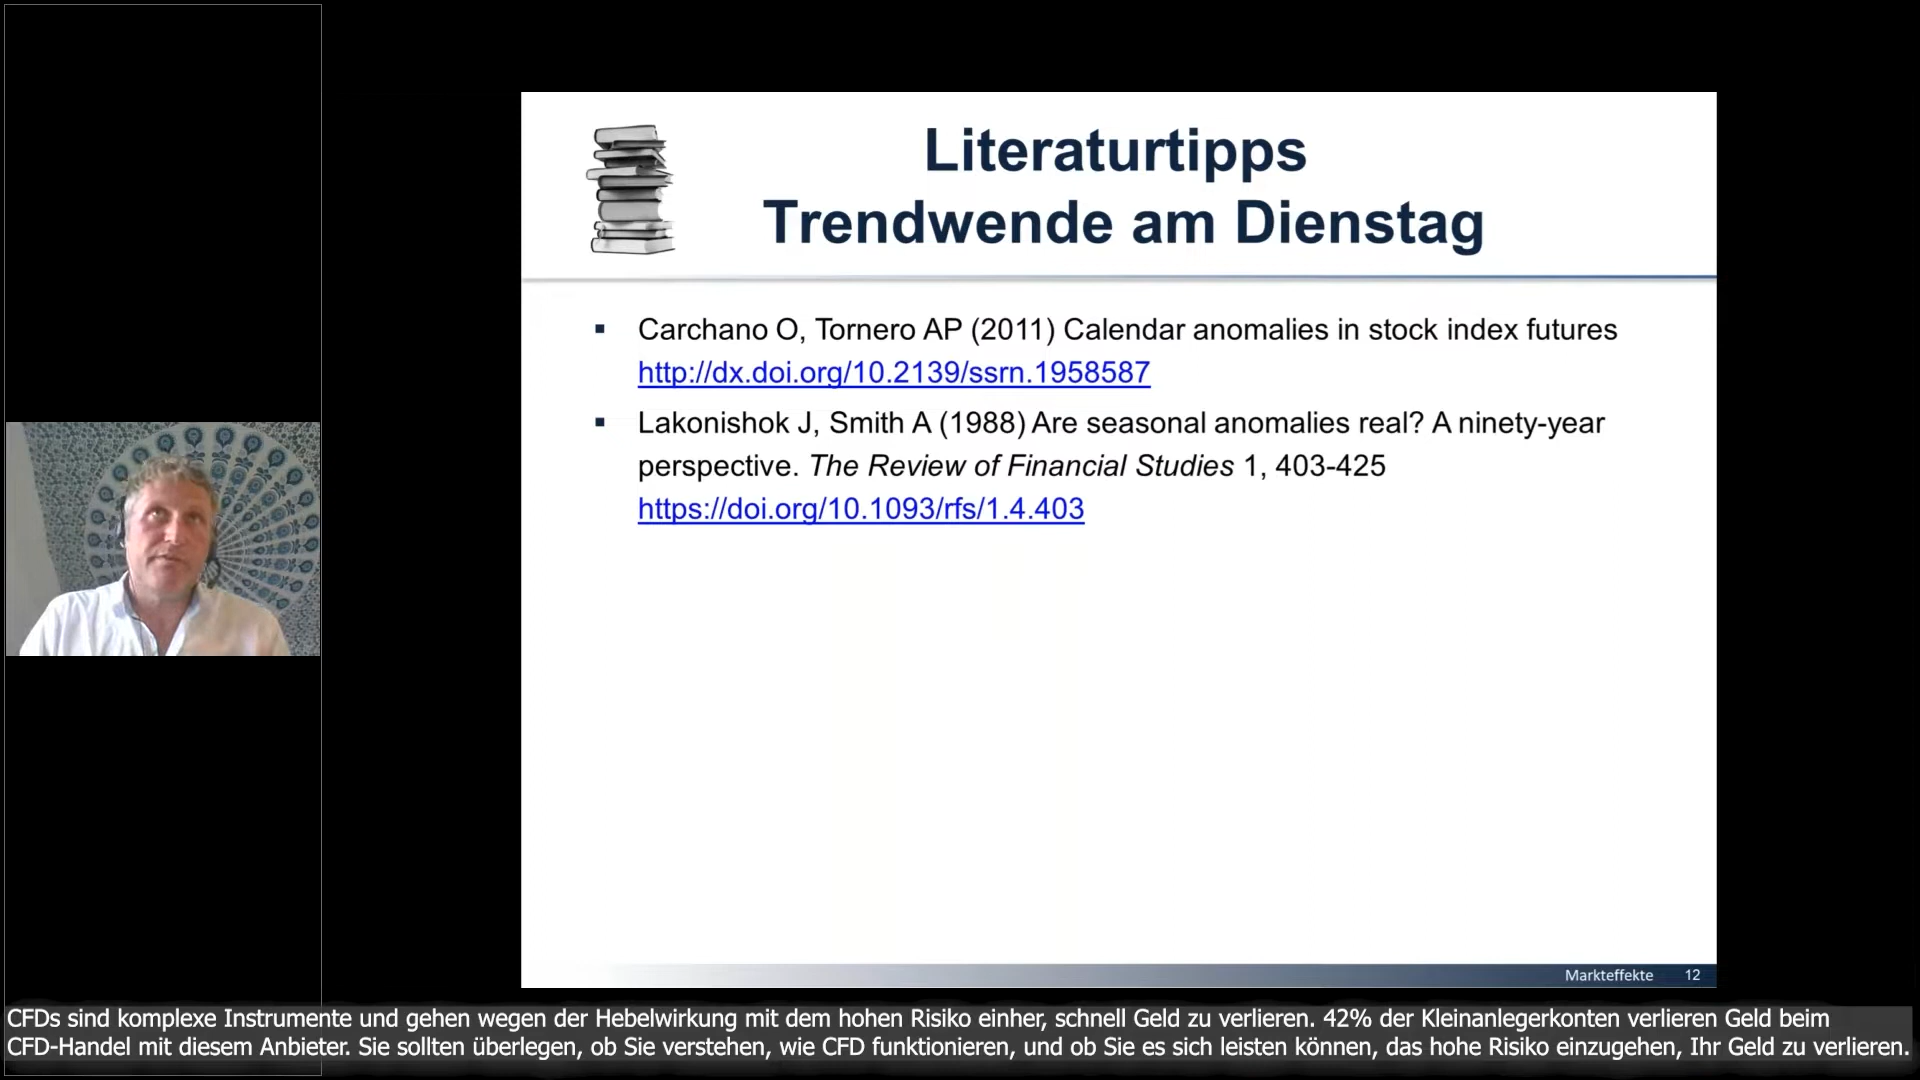 Literaturtipps
Trendwende am Dienstag
▪ Carchano O, Tornero AP (2011) Calendar anomalies in stock index futures
http://dx.doi.org/10.2139/ssrn.1958587
▪ Lakonishok J, Smith A (1988) Are seasonal anomalies real? A ninety-year
perspective. The Review of Financial Studies 1, 403-425
https://doi.org/10.1093/rfs/1.4.403
Markteffekte 12
CFDs sind komplexe Instrumente und gehen wegen der Hebelwirkung mit dem hohen Risiko einher, schnell Geld zu verlieren. 42% der Kleinanlegerkonten verlieren Geld beim
CFD-Handel mit diesem Anbieter. Sie sollten überlegen, ob Sie verstehen, wie CFD funktionieren, und ob Sie es sich leisten können, das hohe Risiko einzugehen, Ihr Geld zu verlieren.